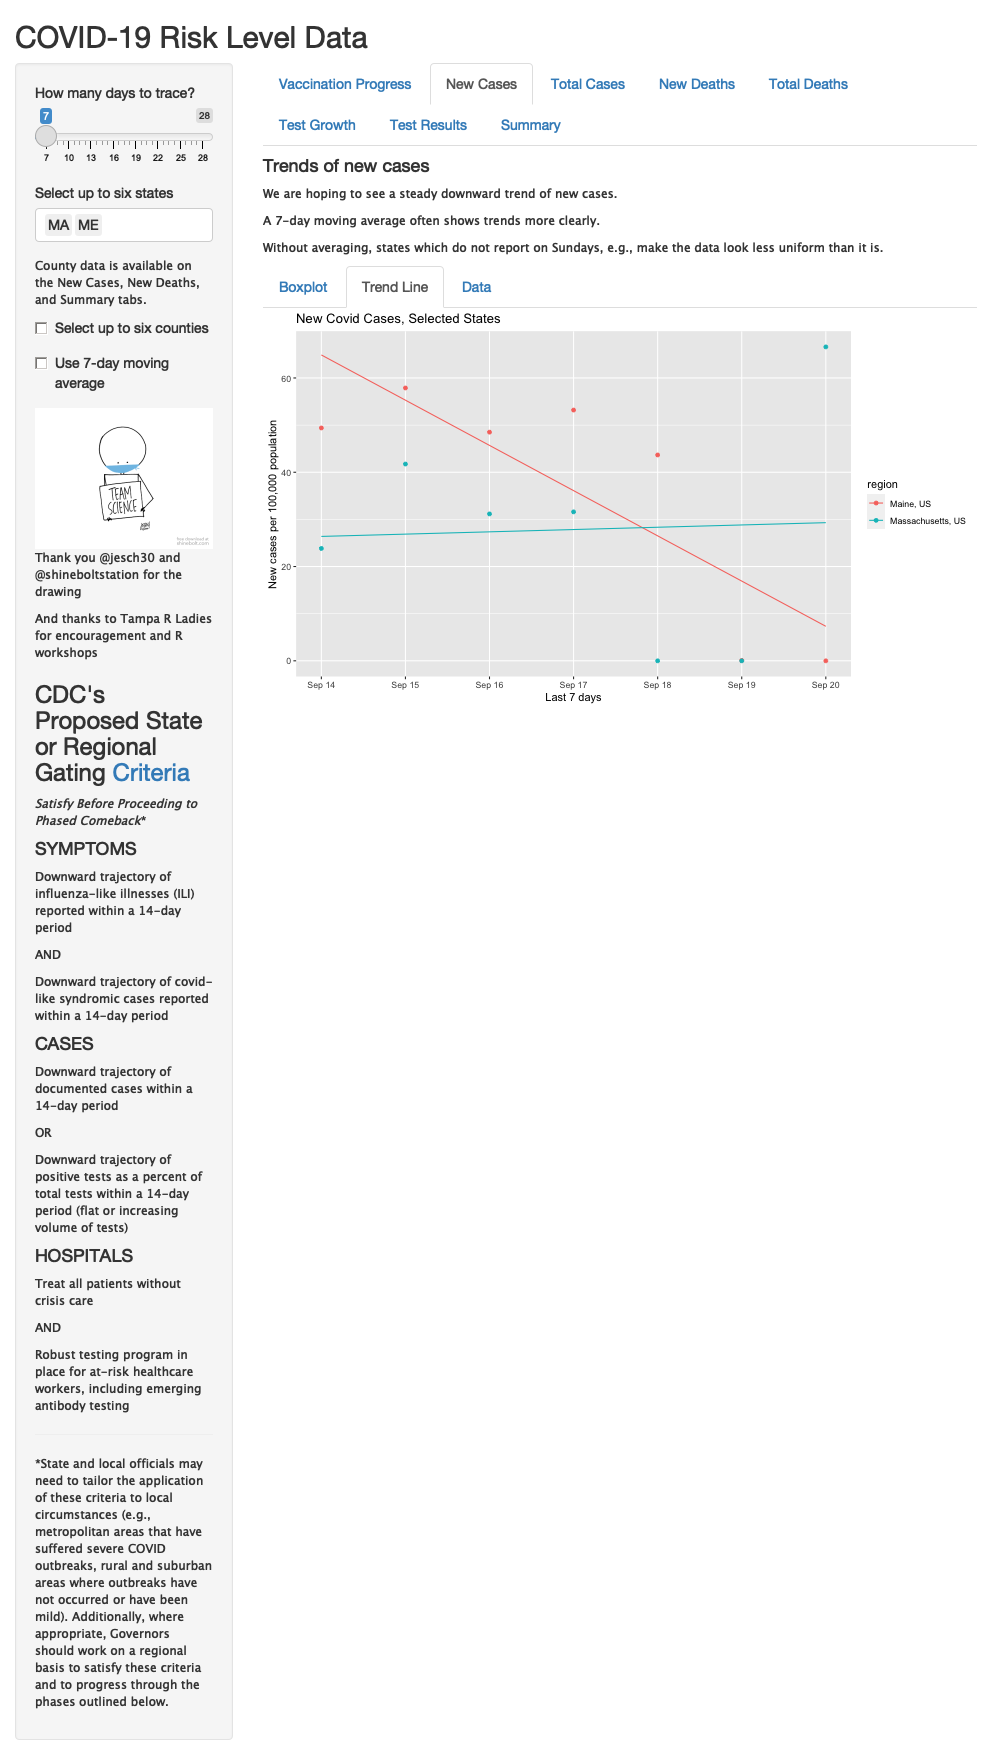 COVID-19 Risk Level Data
How many days to trace?
7 28
7 10 13 16 19 22 25 28
Select up to six states
MA ME
County data is available on
the New Cases, New Deaths,
and Summary tabs.
Select up to six counties
Use 7-day moving
average
TEAM
SCIENCE
free download at
shinebolt.com
Thank you @jesch30 and
@shineboltstation for the
drawing
And thanks to Tampa R Ladies
for encouragement and R
workshops
CDC's
Proposed State
or Regional
Gating Criteria
Satisfy Before Proceeding to
Phased Comeback*
SYMPTOMS
Downward trajectory of
influenza-like illnesses (ILI)
reported within a 14-day
period
AND
Downward trajectory of covid-
like syndromic cases reported
within a 14-day period
CASES
Downward trajectory of
documented cases within a
14-day period
OR
Downward trajectory of
positive tests as a percent of
total tests within a 14-day
period (flat or increasing
volume of tests)
HOSPITALS
Treat all patients without
crisis care
AND
Robust testing program in
place for at-risk healthcare
workers, including emerging
antibody testing
*State and local officials may
need to tailor the application
of these criteria to local
circumstances (e.g.,
metropolitan areas that have
suffered severe COVID
outbreaks, rural and suburban
areas where outbreaks have
not occurred or have been
mild). Additionally, where
appropriate, Governors
should work on a regional
basis to satisfy these criteria
and to progress through the
phases outlined below.
Vaccination Progress New Cases Total Cases New Deaths Total Deaths
Test Growth Test Results Summary
Trends of new cases
We are hoping to see a steady downward trend of new cases.
A 7-day moving average often shows trends more clearly.
Without averaging, states which do not report on Sundays, e.g., make the data look less uniform than it is.
Boxplot Trend Line Data
New Covid Cases, Selected States
New cases per 100,000 population
60
40
20
0
Sep 14 Sep 15 Sep 16 Sep 17 Sep 18 Sep 19 Sep 20
Last 7 days
region
Maine, US
Massachusetts, US